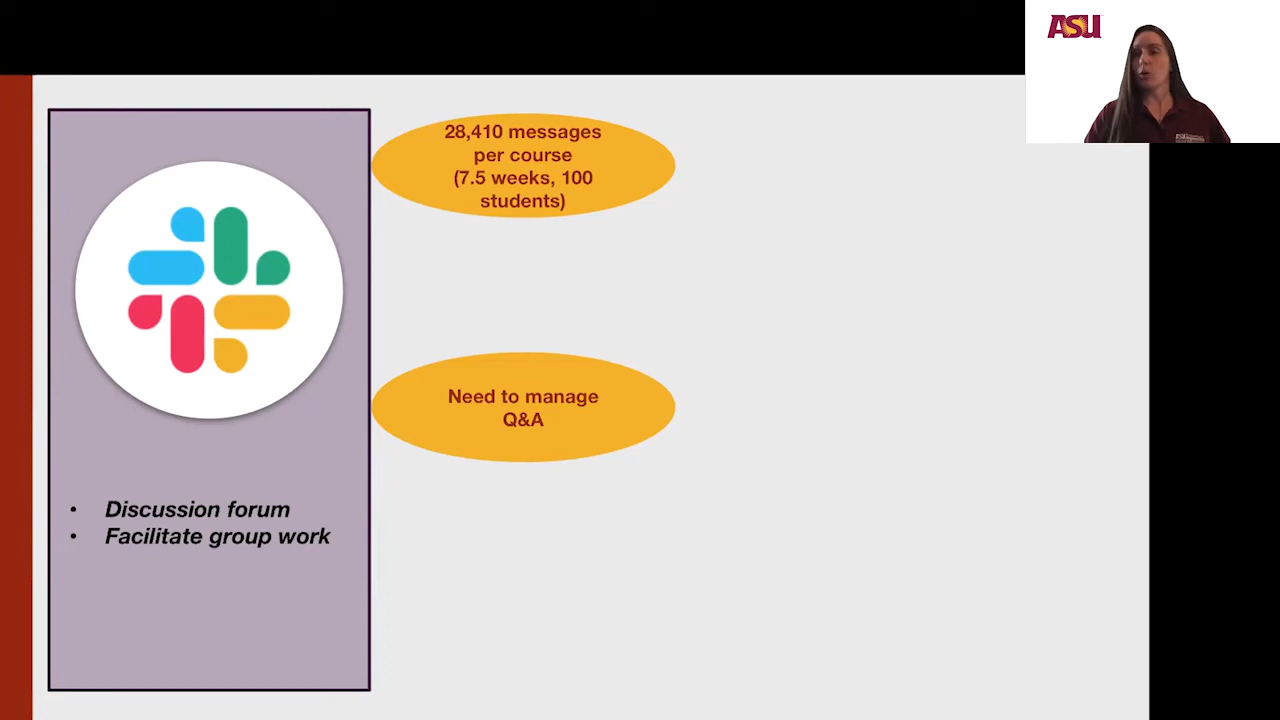 ASU
28,410 messages
per course
(7.5 weeks, 100
students)
Need to manage
Q&A
• Discussion forum
• Facilitate group work